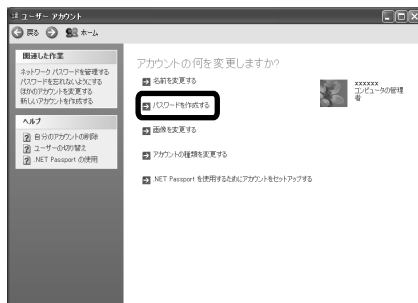 ユーザー アカウント
戻る ホーム
関連した作業
ネットワーク パスワードを管理する
パスワードを忘れないようにする
ほかのアカウントを変更する
新しいアカウントを作成する
ヘルプ
自分のアカウントの削除
ユーザーの切り替え
.NET Passport の使用
アカウントの何を変更しますか?
名前を変更する
パスワードを作成する
画像を変更する
アカウントの種類を変更する
.NET Passport を使用するためにアカウントをセットアップする
xxxxxx
コンピュータの管理
者